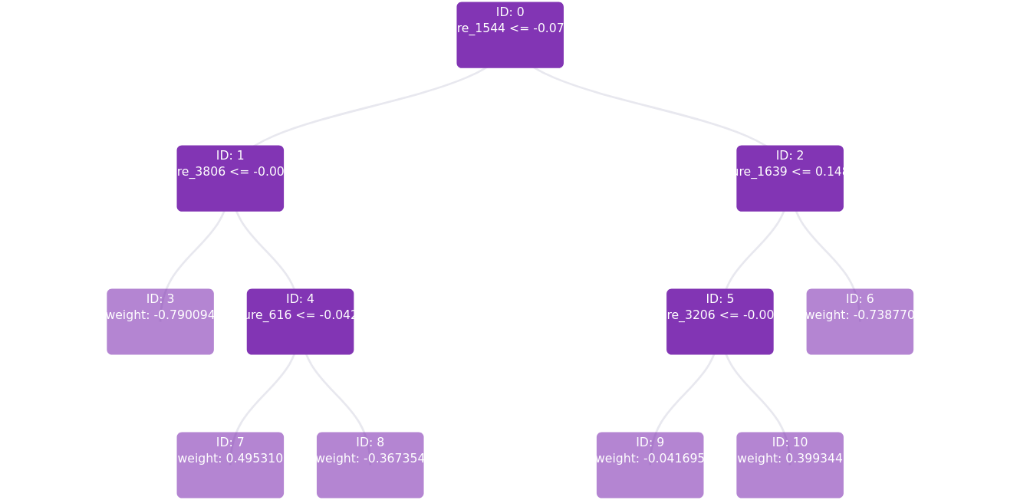 ID: 0
re_1544 <= -0.07
ID: 1
re_3806 <= -0.00
ID: 2
ure_1639 <= 0.148
ID: 3
weight: -0.790094
ID: 4
ure_616 <= -0.042
ID: 5
re_3206 <= -0.00
ID: 6
weight: -0.738770
ID: 7
weight: 0.495310
ID: 8
weight: -0.367354
ID: 9
weight: -0.041695
ID: 10
weight: 0.399344